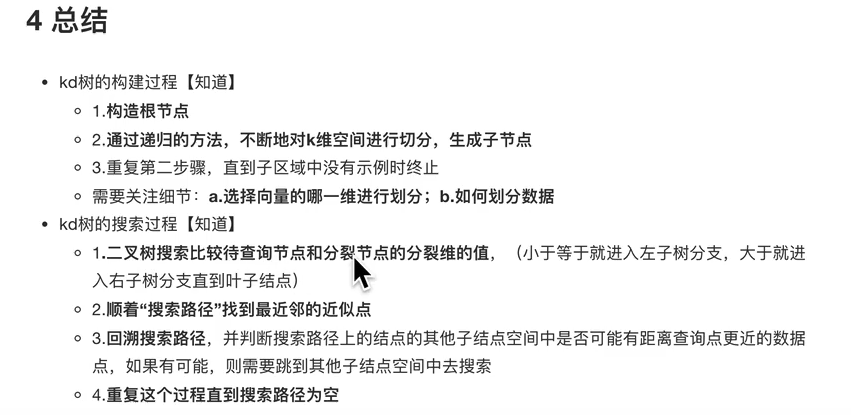 4 总结
kd树的构建过程【知道】
1.构造根节点
2.通过递归的方法，不断地对k维空间进行切分，生成子节点
3.重复第二步骤，直到子区域中没有示例时终止
需要关注细节：a.选择向量的哪一维进行划分；b.如何划分数据
kd树的搜索过程【知道】
1.二叉树搜索比较待查询节点和分裂节点的分裂维的值，（小于等于就进入左子树分支，大于就进
入右子树分支直到叶子结点）
2.顺着“搜索路径”找到最近邻的近似点
3.回溯搜索路径，并判断搜索路径上的结点的其他子结点空间中是否可能有距离查询点更近的数据
点，如果有可能，则需要跳到其他子结点空间中去搜索
4.重复这个过程直到搜索路径为空